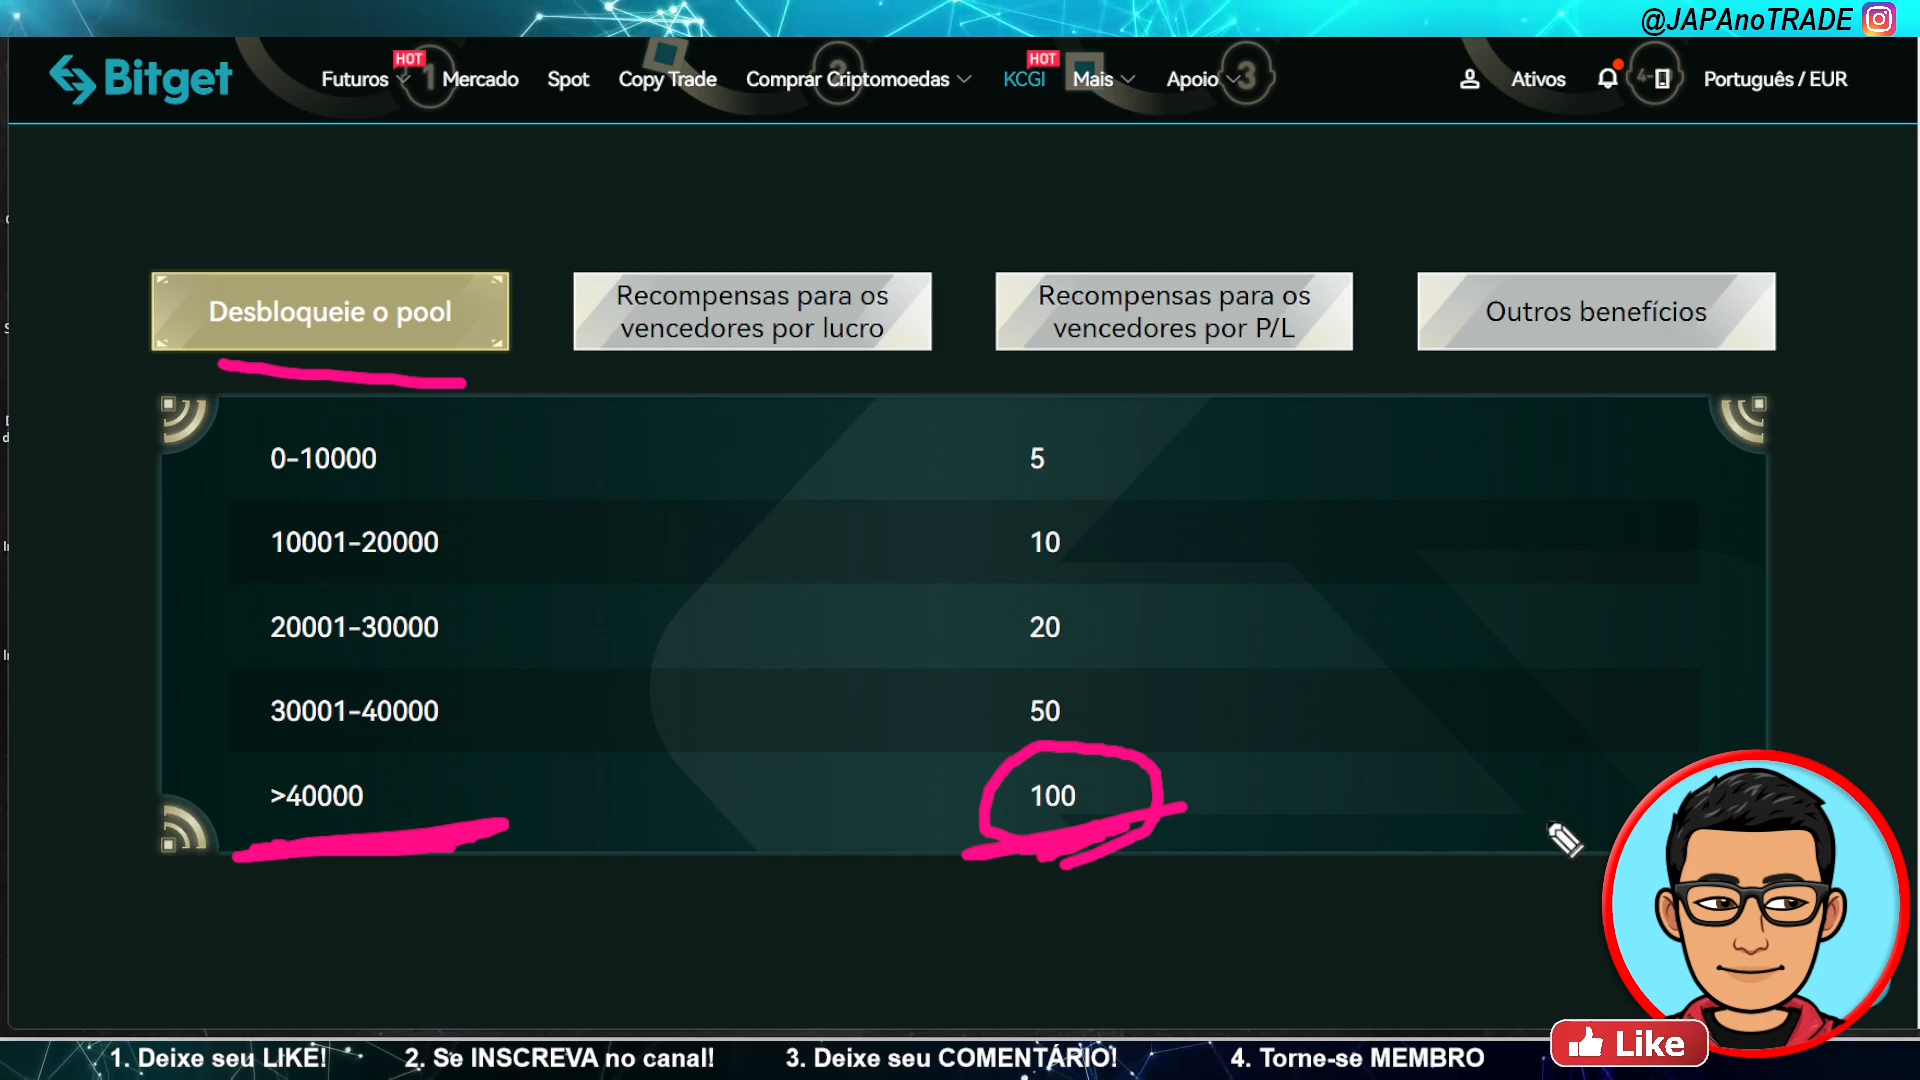 @JAPAnoTRADE
Bitget
Futuros HOT Mercado Spot Copy Trade Comprar Criptomoedas KCGI HOT Mais Apoio Ativos Português / EUR
Desbloqueie o pool
Recompensas para os
vencedores por lucro
Recompensas para os
vencedores por P/L
Outros benefícios
0-10000 5
10001-20000 10
20001-30000 20
30001-40000 50
>40000 100
Like
1. Deixe seu LIKE! 2. Se INSCREVA no canal! 3. Deixe seu COMENTÁRIO! 4. Torne-se MEMBRO